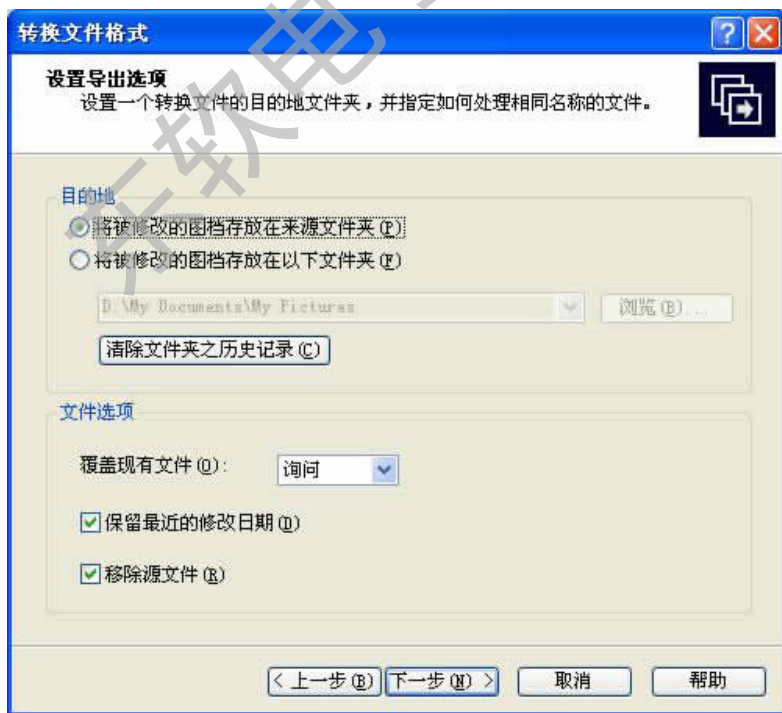 转换文件格式
设置导出选项
设置一个转换文件的目的地文件夹，并指定如何处理相同名称的文件。
目的地
将被修改的图档存放在来源文件夹(P)
将被修改的图档存放在以下文件夹(F)
D:\My Documents\My Pictures
浏览(B)...
清除文件夹之历史记录(C)
文件选项
覆盖现有文件(O):
询问
保留最近的修改日期(D)
移除源文件(R)
< 上一步(B)
下一步(N) >
取消
帮助
东软电